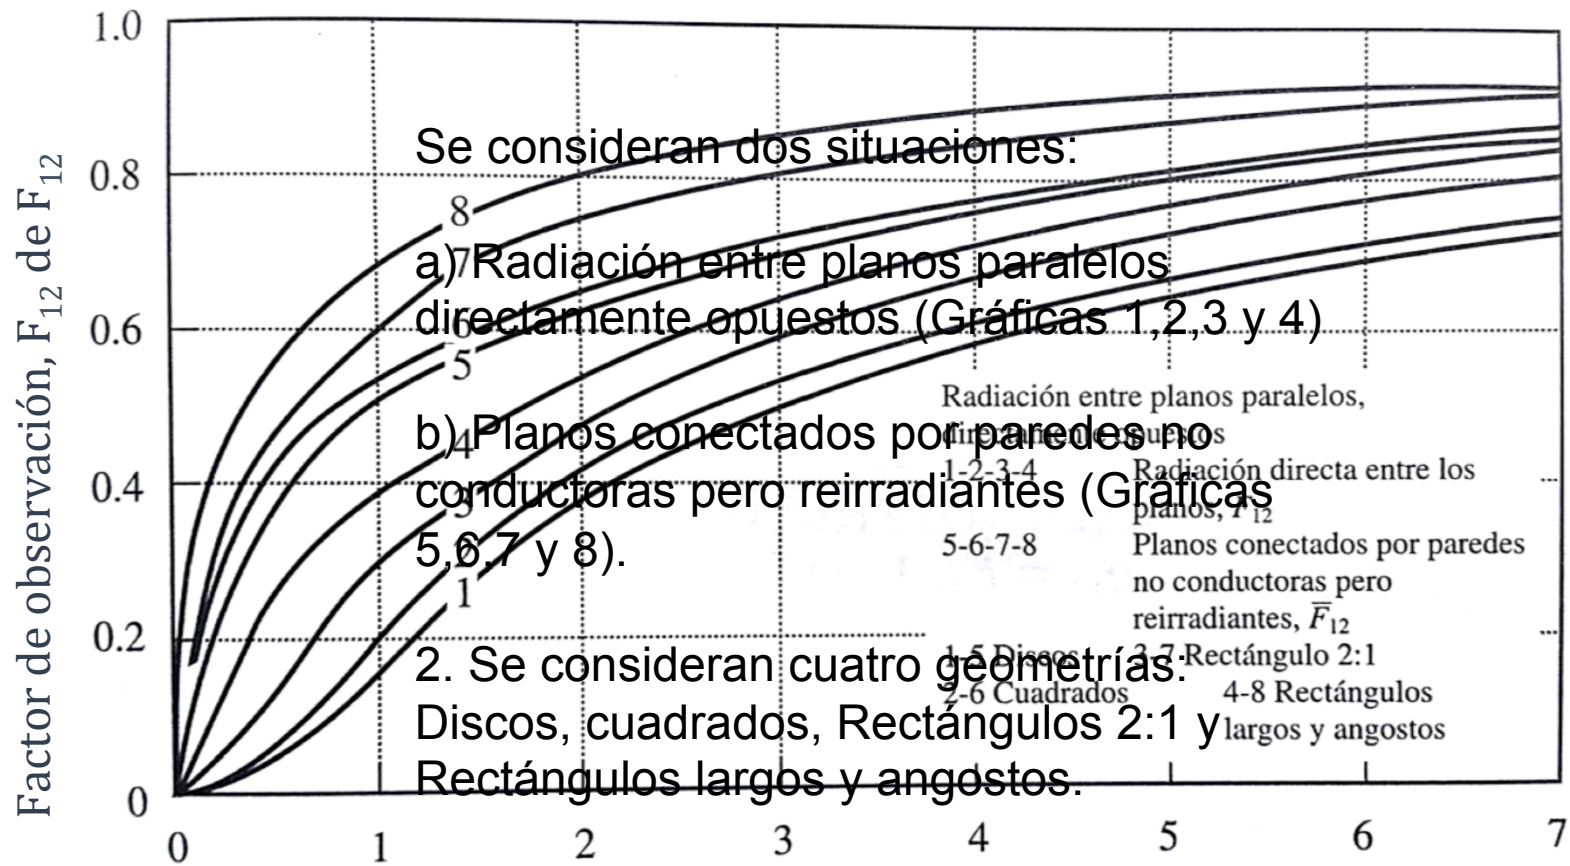 Factor de observación, F12 de F12
1.0
0.8
0.6
0.4
0.2
0
0 1 2 3 4 5 6 7
8
7
6
5
4
3
2
1
Se consideran dos situaciones:
a) Radiación entre planos paralelos
directamente opuestos (Gráficas 1,2,3 y 4)
b) Planos conectados por paredes no
conductoras pero reirradiantes (Gráficas
5,6,7 y 8).
2. Se consideran cuatro geometrías:
Discos, cuadrados, Rectángulos 2:1 y
Rectángulos largos y angostos.
Radiación entre planos paralelos,
directamente opuestos
1-2-3-4 Radiación directa entre los
planos, F12
5-6-7-8 Planos conectados por paredes
no conductoras pero
reirradiantes, F̅12
1-5 Discos 3-7 Rectángulo 2:1
2-6 Cuadrados 4-8 Rectángulos
largos y angostos